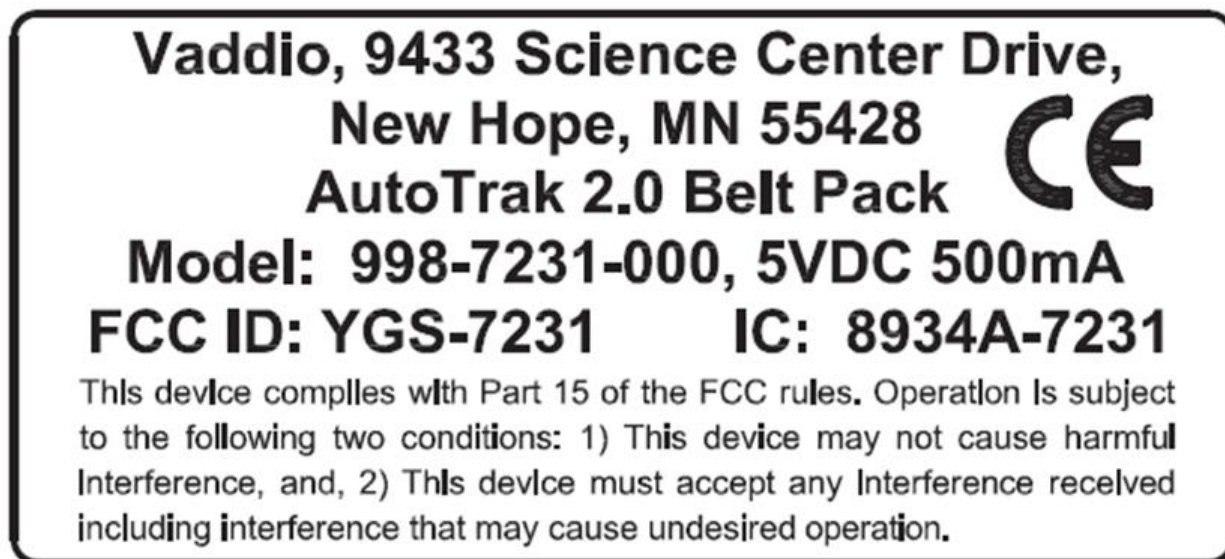 Vaddio, 9433 Science Center Drive,
New Hope, MN 55428
CE
AutoTrak 2.0 Belt Pack
Model: 998-7231-000, 5VDC 500mA
FCC ID: YGS-7231 IC: 8934A-7231
This device complies with Part 15 of the FCC rules. Operation is subject
to the following two conditions: 1) This device may not cause harmful
Interference, and, 2) This device must accept any Interference received
including interference that may cause undesired operation.